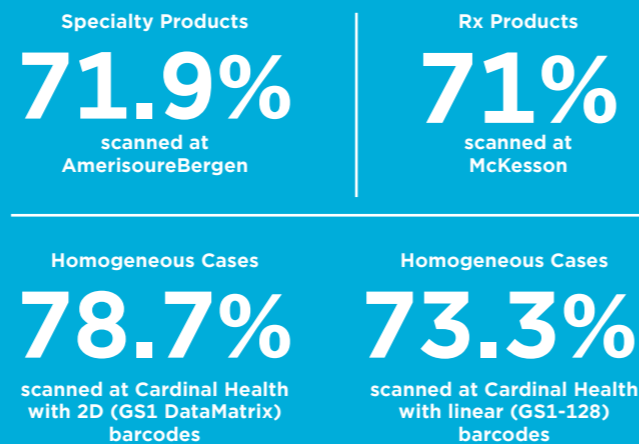 Specialty Products
71.9%
scanned at
AmerisoureBergen
Rx Products
71%
scanned at
McKesson
Homogeneous Cases
78.7%
scanned at Cardinal Health
with 2D (GS1 DataMatrix)
barcodes
Homogeneous Cases
73.3%
scanned at Cardinal Health
with linear (GS1-128)
barcodes